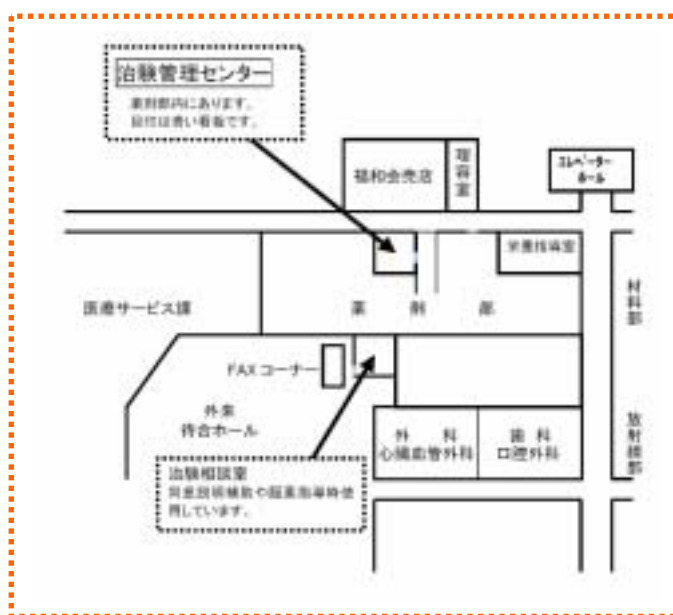 治験管理センター
薬剤部内にあります。
目付は青い看板です。
福和会売店
理容室
エレベーター
ホール
栄養指導室
材料部
医療サービス課
薬 剤 部
FAXコーナー
外来
待合ホール
外 科
心臓血管外科
歯 科
口腔外科
放射線部
治験相談室
同意説明補助や服薬指導時使
用しています。